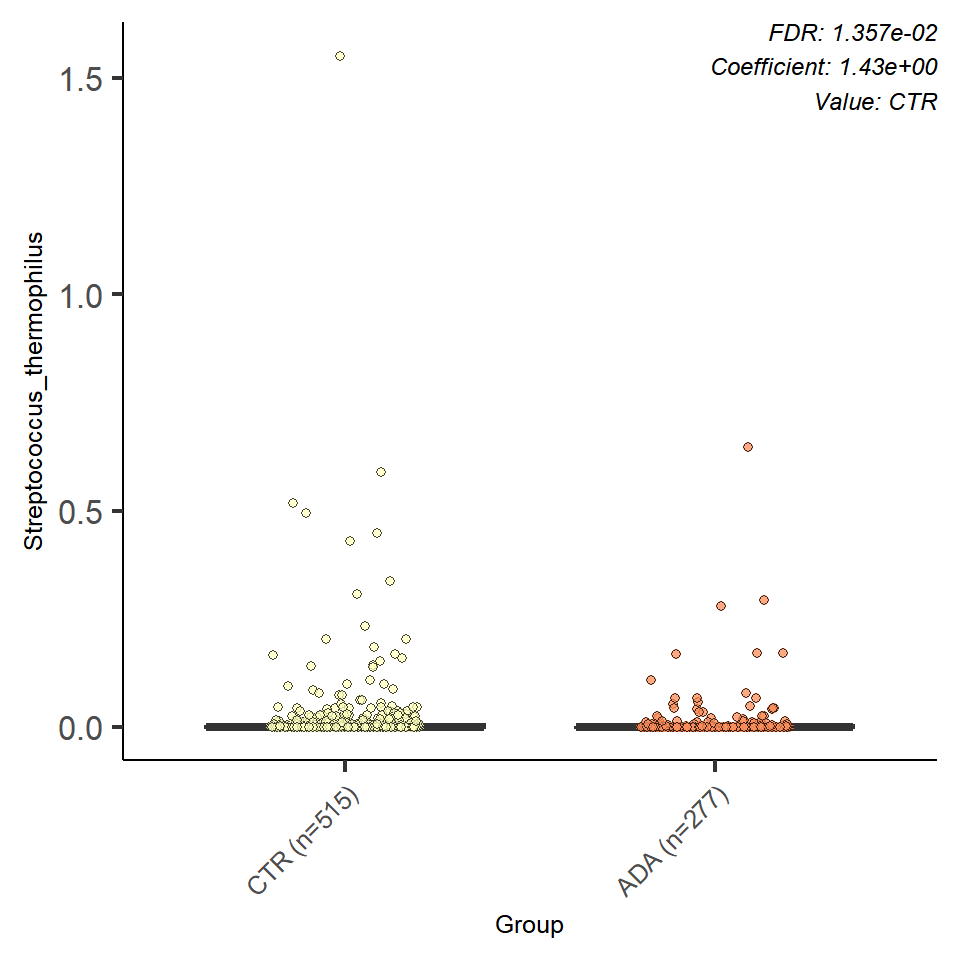 FDR: 1.357e-02
Coefficient: 1.43e+00
Value: CTR
Streptococcus_thermophilus
1.5
1.0
0.5
0.0
CTR (n=515)
ADA (n=277)
Group